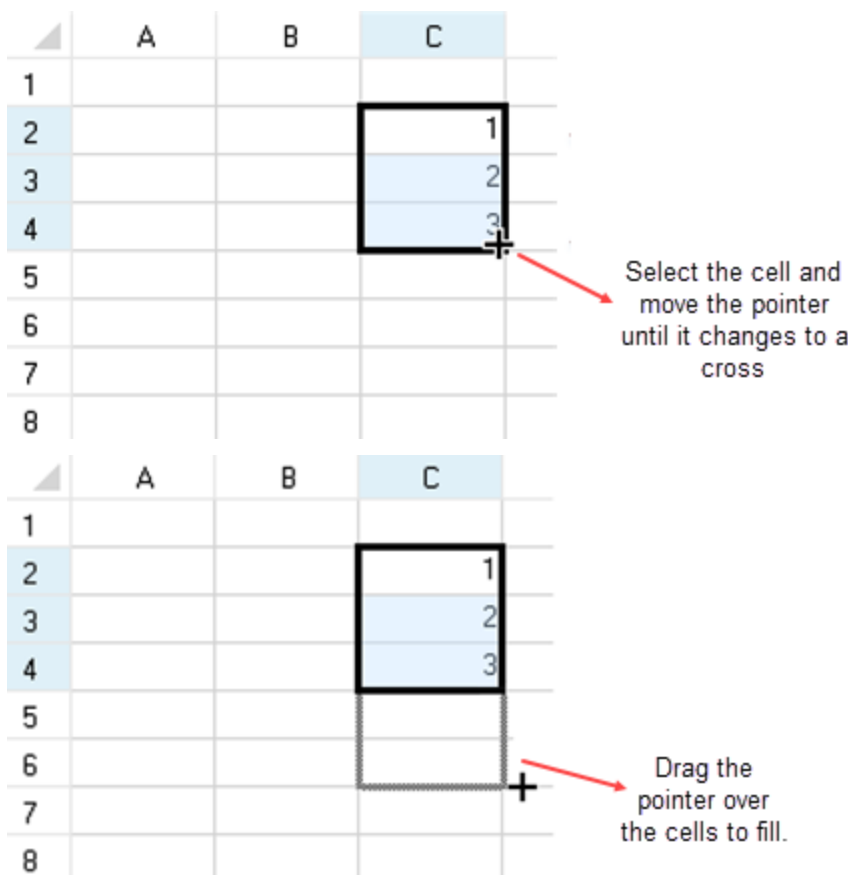 A B C
1
2 1
3 2
4 3
5
6
7
8
Select the cell and
move the pointer
until it changes to a
cross
A B C
1
2 1
3 2
4 3
5
6
7
8
Drag the
pointer over
the cells to fill.